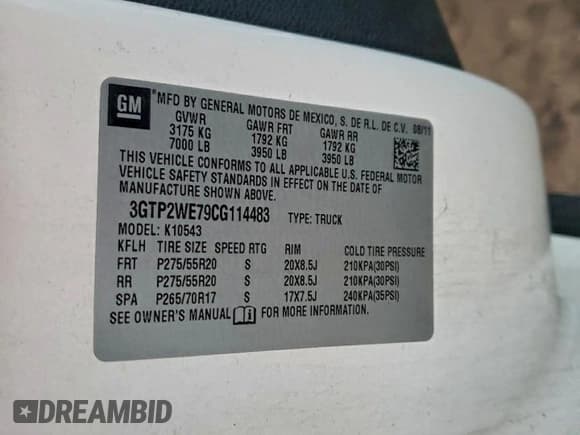 GM *MFD BY GENERAL MOTORS DE MEXICO, S. DE R.L. DE C.V. 08/11
GVWR GAWR FRT GAWR RR
3175 KG 1792 KG 1792 KG
7000 LB 3950 LB 3950 LB
THIS VEHICLE CONFORMS TO ALL APPLICABLE U.S. FEDERAL MOTOR
VEHICLE SAFETY STANDARDS IN EFFECT ON THE DATE OF
MANUFACTURE SHOWN ABOVE.
3GTP2WE79CG114483 TYPE: TRUCK
MODEL: K10543
KFLH TIRE SIZE SPEED RTG RIM COLD TIRE PRESSURE
FRT P275/55R20 S 20X8.5J 210KPA(30PSI)
RR P275/55R20 S 20X8.5J 210KPA(30PSI)
SPA P265/70R17 S 17X7.5J 240KPA(35PSI)
SEE OWNER'S MANUAL FOR MORE INFORMATION.
DREAMBID